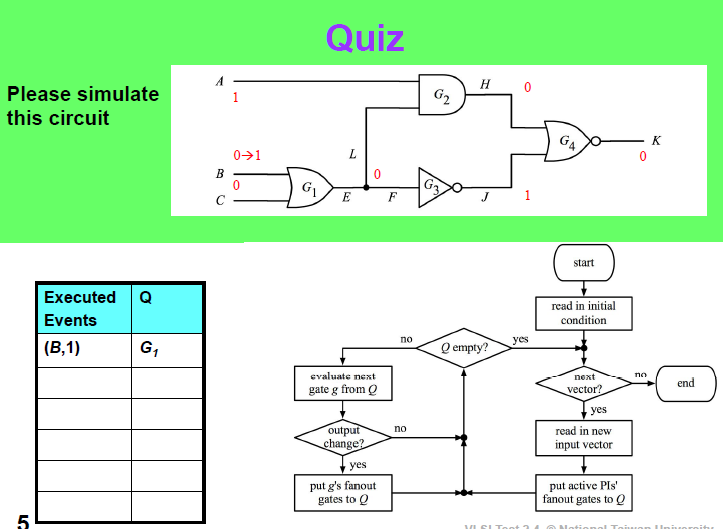 Quiz
Please simulate
this circuit
A
1
G2
H
0
0→1
B
0
C
G1
L
E
0
F
G3
J
1
G4
K
0
Executed
Events
Q
(B,1)
G1
start
read in initial
condition
no
Q empty?
yes
evaluate next
gate g from Q
next
vector?
no
end
yes
output
change?
no
read in new
input vector
yes
put g's fanout
gates to Q
put active PIs'
fanout gates to Q
5
VLSI Test 3.4 © National Taiwan University